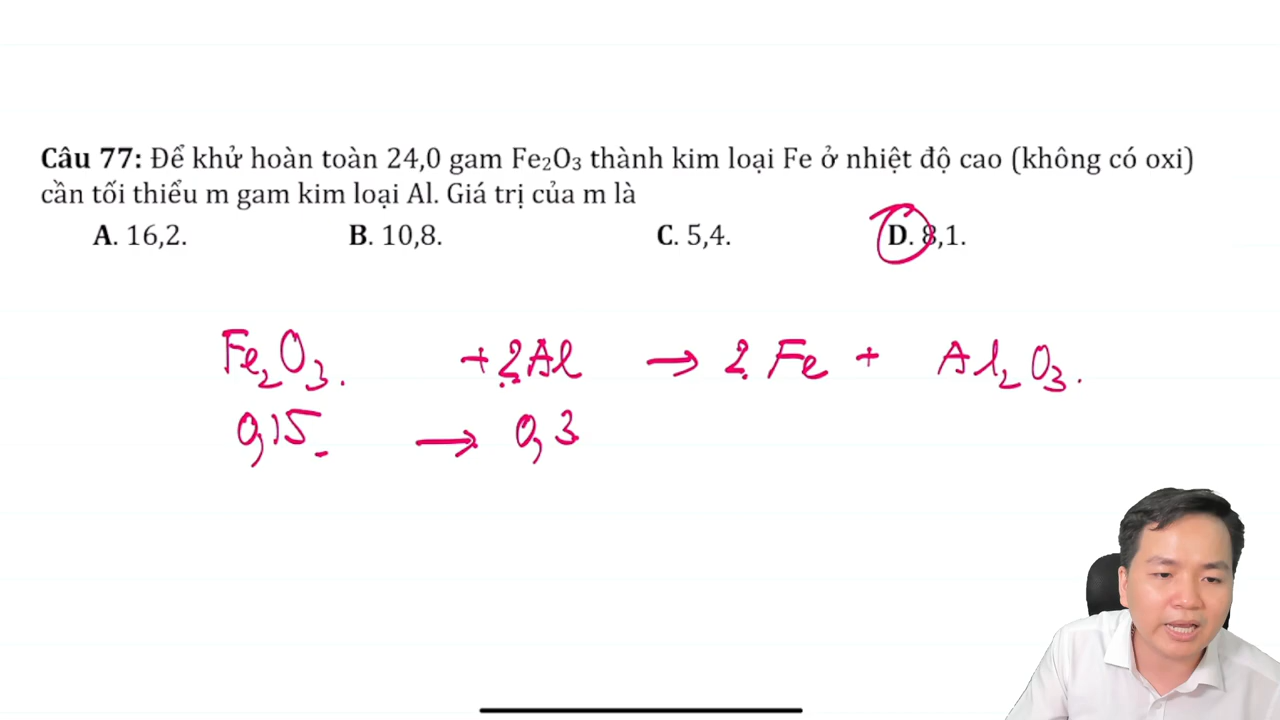 Câu 77: Để khử hoàn toàn 24,0 gam Fe₂O₃ thành kim loại Fe ở nhiệt độ cao (không có oxi)
cần tối thiểu m gam kim loại Al. Giá trị của m là
A. 16,2. B. 10,8. C. 5,4. D. 8,1.
Fe₂O₃. + 2Al → 2 Fe + Al₂O₃.
0,15 → 0,3